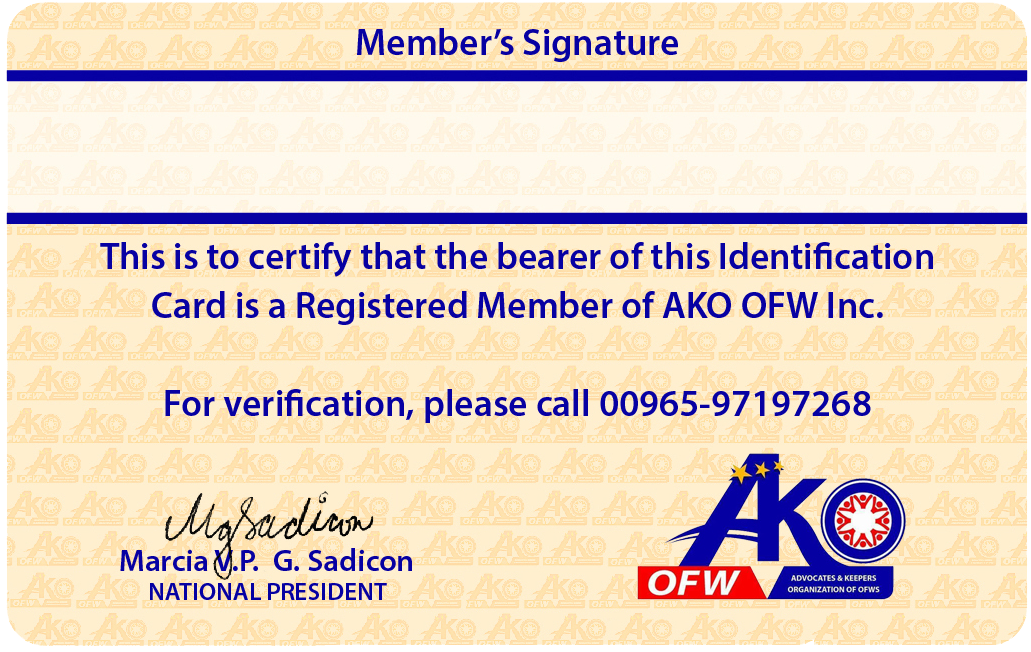 Member's Signature
This is to certify that the bearer of this Identification
Card is a Registered Member of AKO OFW Inc.
For verification, please call 00965-97197268
MgSadicon
Marcia V.P. G. Sadicon
NATIONAL PRESIDENT
AKO
OFW
ADVOCATES & KEEPERS
ORGANIZATION OF OFWS